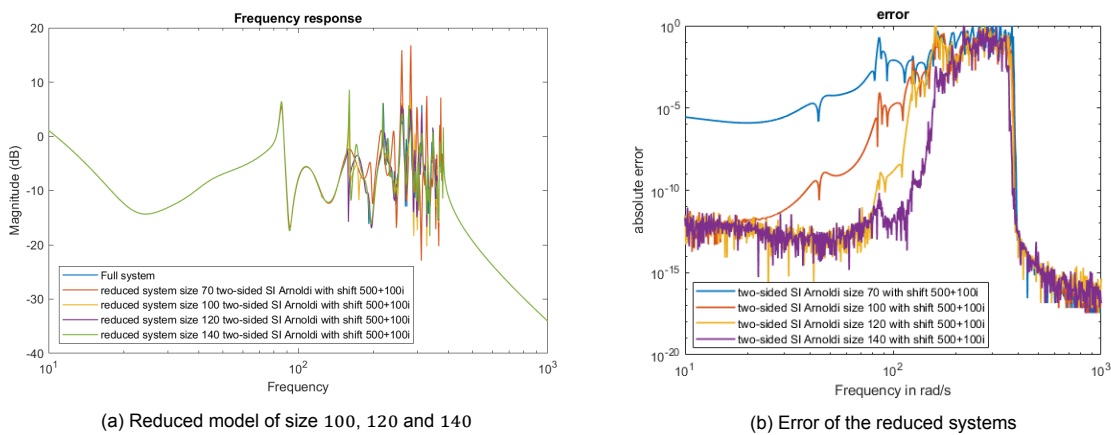 Frequency response
20
10
0
-10
-20
-30
-40
Magnitude (dB)
Full system
reduced system size 70 two-sided SI Arnoldi with shift 500+100i
reduced system size 100 two-sided SI Arnoldi with shift 500+100i
reduced system size 120 two-sided SI Arnoldi with shift 500+100i
reduced system size 140 two-sided SI Arnoldi with shift 500+100i
10^1
10^2
10^3
Frequency
(a) Reduced model of size 100, 120 and 140
error
10^0
10^-5
10^-10
10^-15
10^-20
absolute error
two-sided SI Arnoldi size 70 with shift 500+100i
two-sided SI Arnoldi size 100 with shift 500+100i
two-sided SI Arnoldi size 120 with shift 500+100i
two-sided SI Arnoldi size 140 with shift 500+100i
10^1
10^2
10^3
Frequency in rad/s
(b) Error of the reduced systems